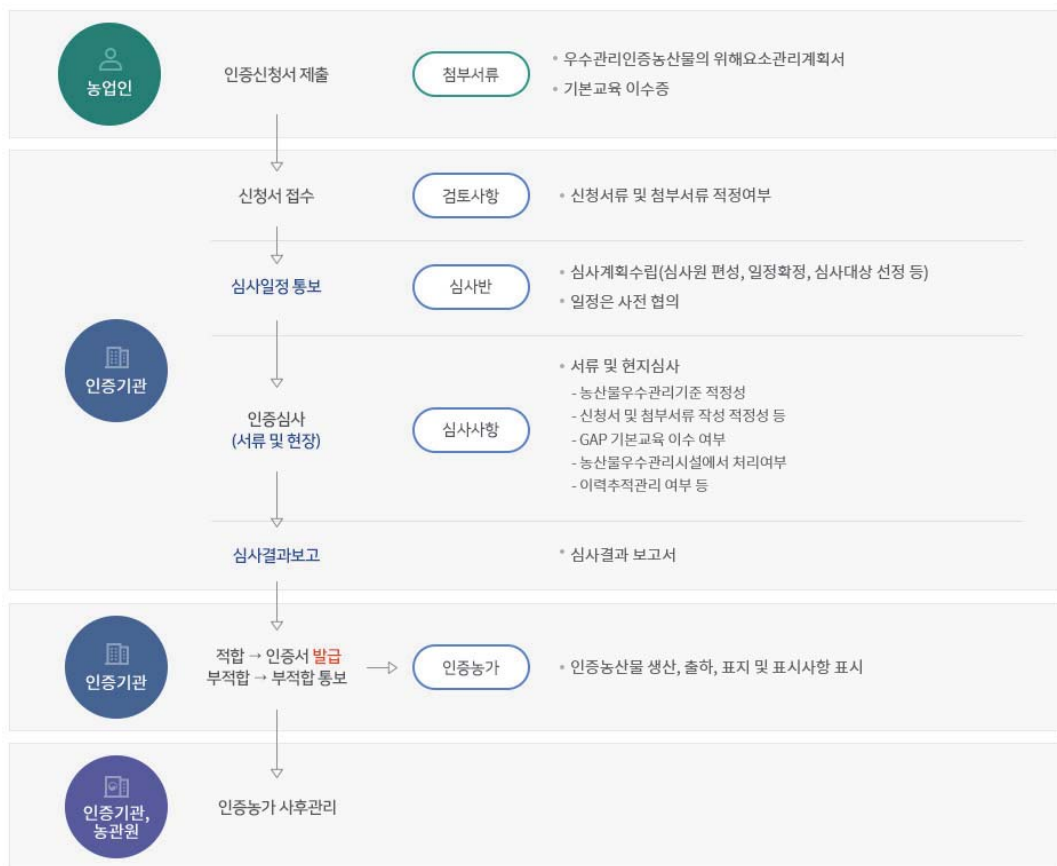 농업인
인증신청서 제출
첨부서류
• 우수관리인증농산물의 위해요소관리계획서
• 기본교육 이수증
인증기관
신청서 접수
검토사항
• 신청서류 및 첨부서류 적정여부
심사일정 통보
심사반
• 심사계획수립(심사원 편성, 일정확정, 심사대상 선정 등)
• 일정은 사전 협의
인증심사
(서류 및 현장)
심사사항
• 서류 및 현지심사
- 농산물우수관리기준 적정성
- 신청서 및 첨부서류 작성 적정성 등
- GAP 기본교육 이수 여부
- 농산물우수관리시설에서 처리여부
- 이력추적관리 여부 등
심사결과보고
• 심사결과 보고서
인증기관
적합 → 인증서 발급
부적합 → 부적합 통보
인증농가
• 인증농산물 생산, 출하, 표지 및 표시사항 표시
인증기관,
농관원
인증농가 사후관리